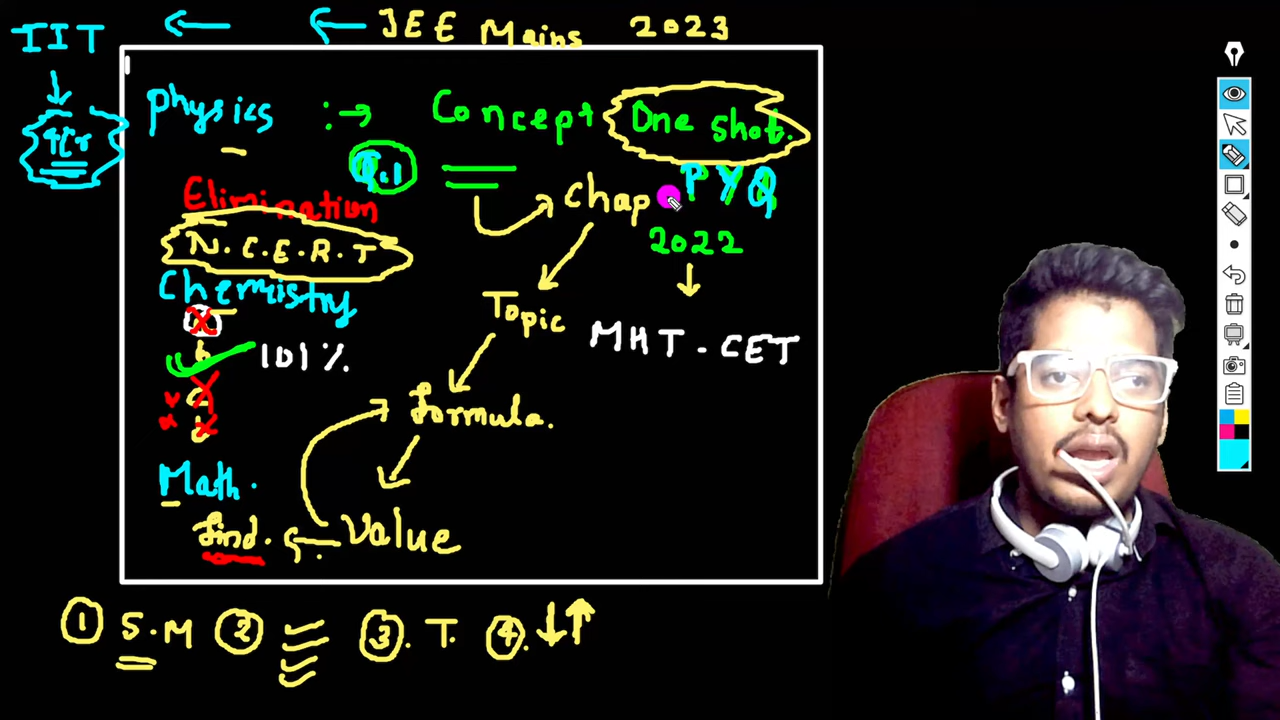 IIT ← ← JEE Mains 2023
Physics :→ Concept One shot.
Q.1
Chap PYQ
Elimination
2022
N.C.E.R.T
Chemistry
Topic
MHT-CET
b 101%.
Formula.
Math.
find. Value
① S.M ② ③. T. ④. ↓↑